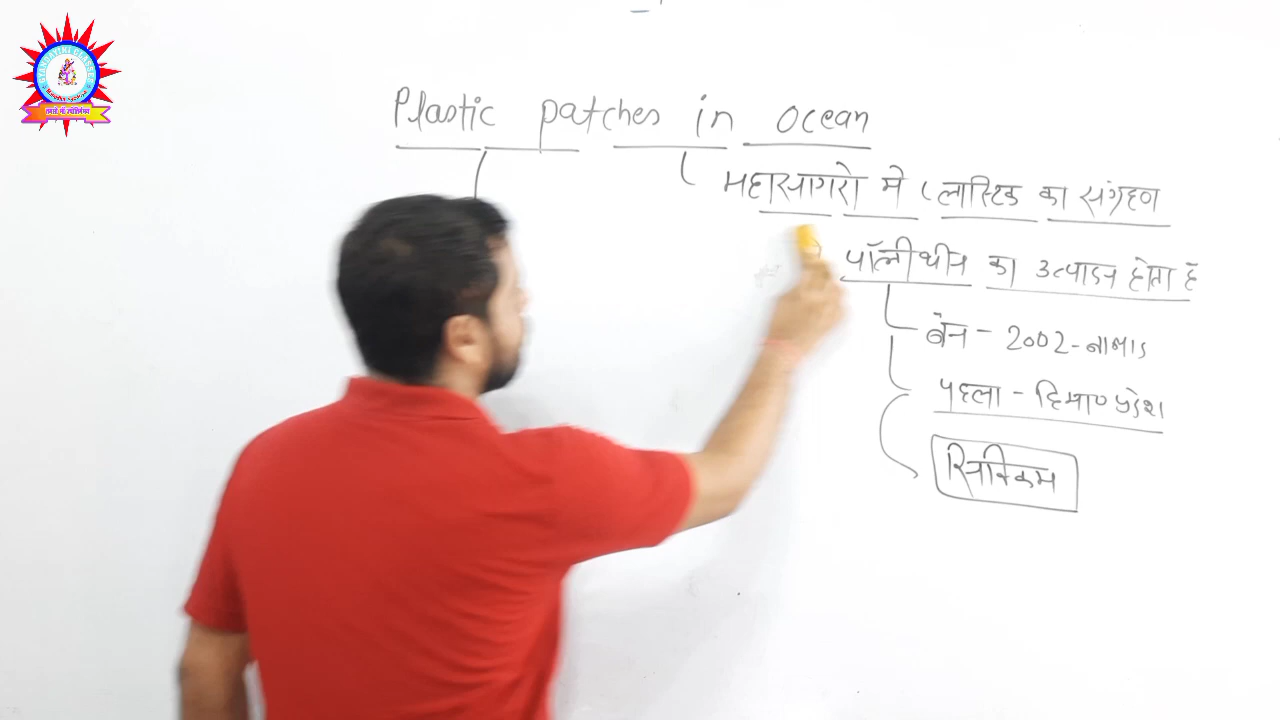 Plastic patches in ocean
महासागरो मे प्लास्टिक का संग्रहण
पॉलीथीन का उत्पादन होता है
बैन - 2002 -
पहला - हिमाचल प्रदेश
सिक्किम